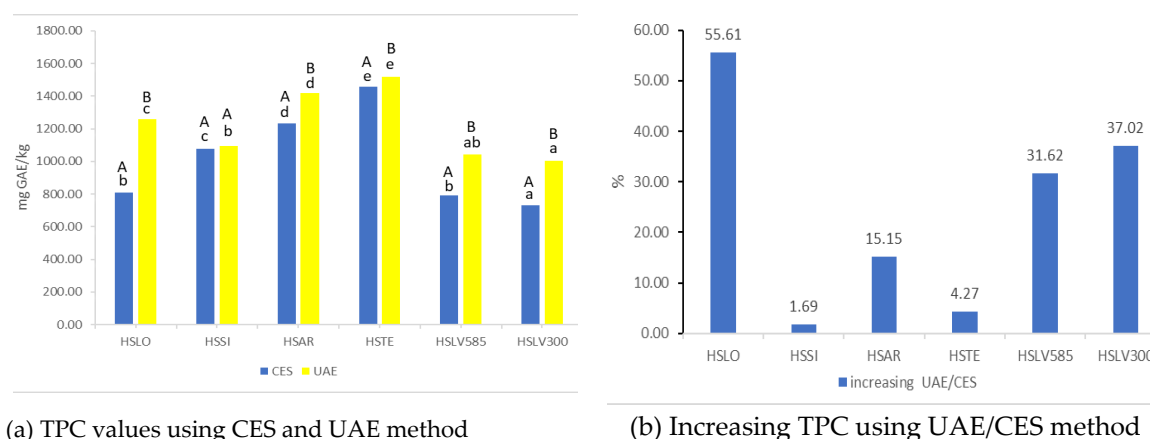 1800.00
1600.00
1400.00
1200.00
1000.00
800.00
600.00
400.00
200.00
0.00
mg GAE/kg
A
b
B
c
A
c
A
b
A
d
B
d
A
e
B
e
A
b
B
ab
A
a
B
a
HSLO HSSI HSAR HSTE HSLV585 HSLV300
CES UAE
(a) TPC values using CES and UAE method
60.00
50.00
40.00
30.00
20.00
10.00
0.00
%
55.61
1.69
15.15
4.27
31.62
37.02
HSLO HSSI HSAR HSTE HSLV585 HSLV300
increasing UAE/CES
(b) Increasing TPC using UAE/CES method